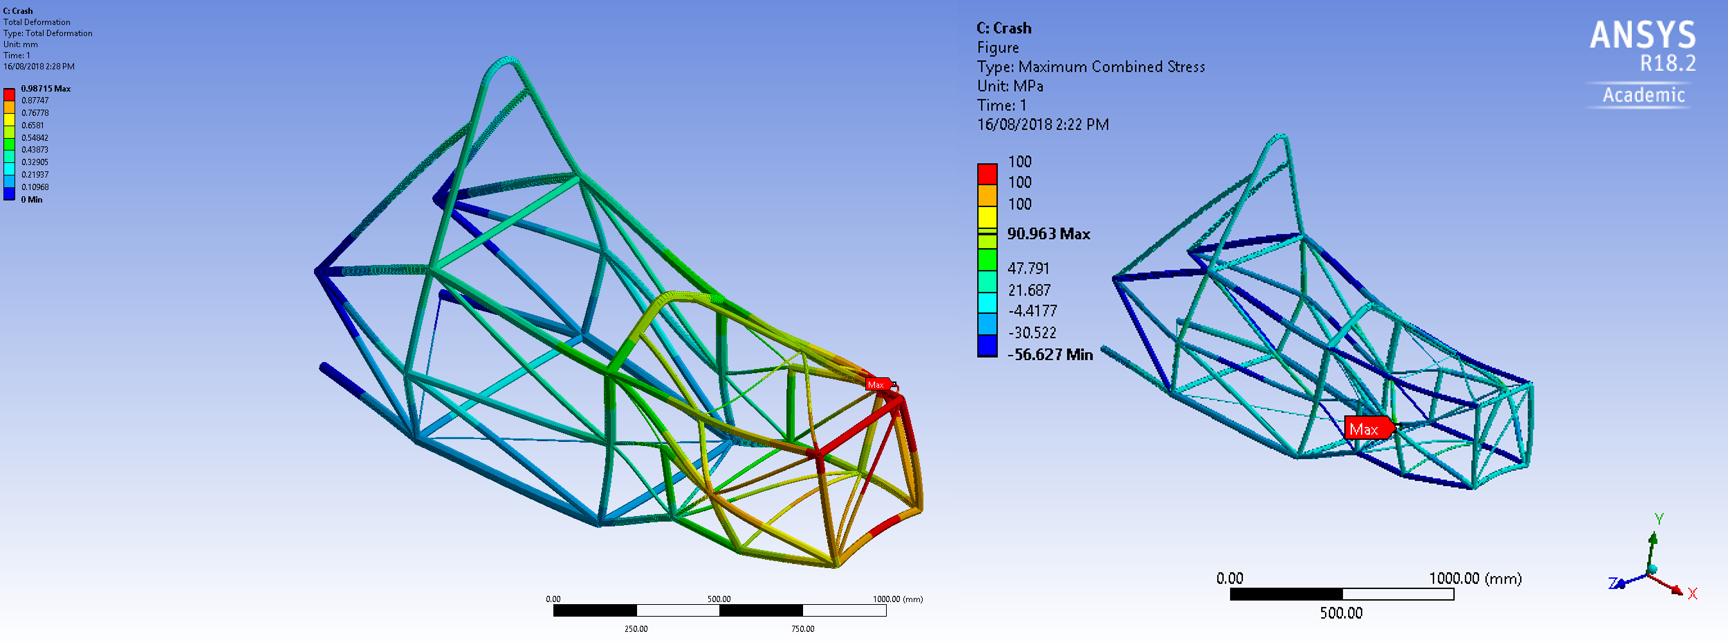 C: Crash
Total Deformation
Type: Total Deformation
Unit: mm
Time: 1
16/08/2018 2:28 PM
0.98715 Max
0.87747
0.76778
0.6581
0.54842
0.43873
0.32905
0.21937
0.10968
0 Min
Max
0.00
500.00
1000.00 (mm)
250.00
750.00
C: Crash
Figure
Type: Maximum Combined Stress
Unit: MPa
Time: 1
16/08/2018 2:22 PM
100
100
100
90.963 Max
47.791
21.687
-4.4177
-30.522
-56.627 Min
Max
ANSYS
R18.2
Academic
0.00
1000.00 (mm)
500.00
Y
Z
X